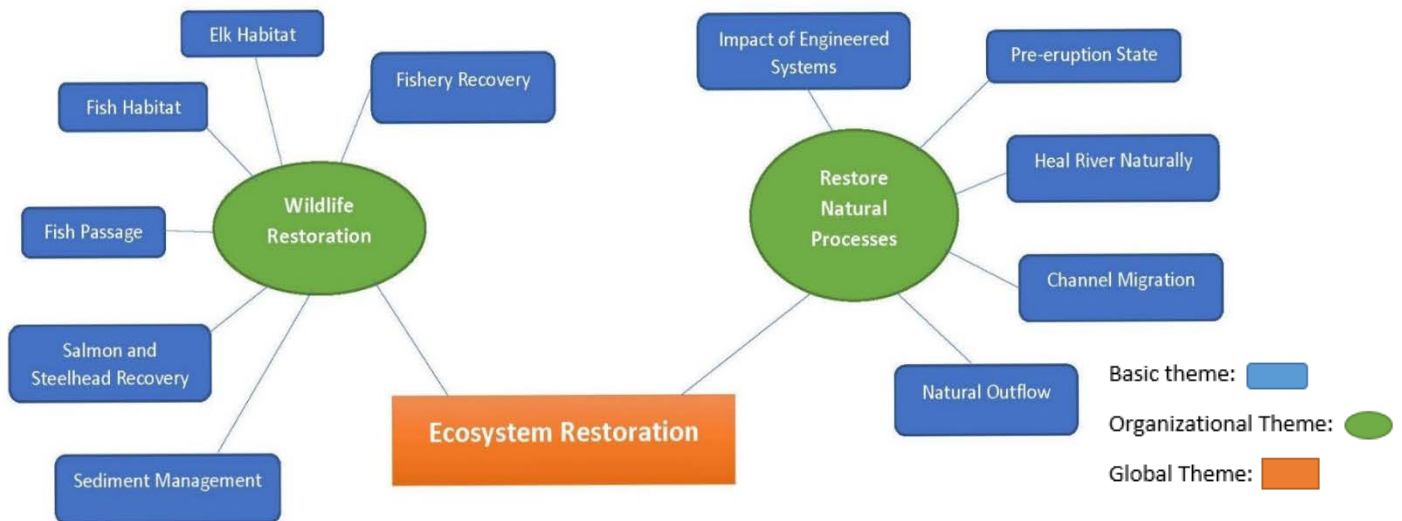 Elk Habitat
Fishery Recovery
Fish Habitat
Wildlife
Restoration
Fish Passage
Salmon and
Steelhead Recovery
Sediment Management
Ecosystem Restoration
Impact of Engineered
Systems
Pre-eruption State
Heal River Naturally
Restore
Natural
Processes
Channel Migration
Natural Outflow
Basic theme:
Organizational Theme:
Global Theme: